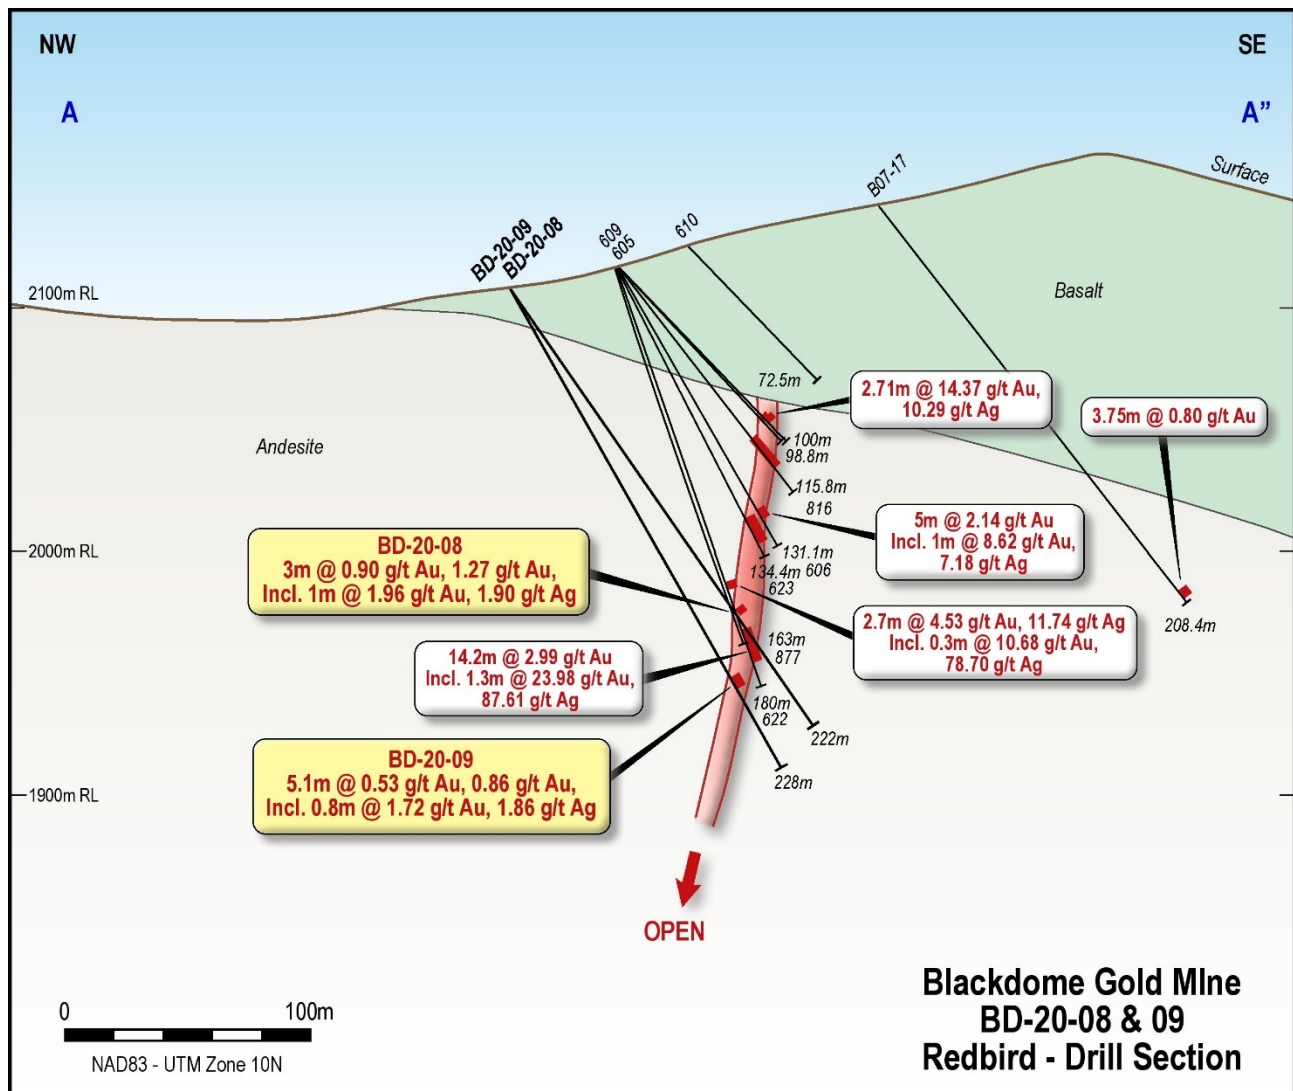 NW
SE
A
A”
Surface
B07-17
610
609
605
BD-20-09
BD-20-08
2100m RL
Basalt
72.5m
2.71m @ 14.37 g/t Au,
10.29 g/t Ag
3.75m @ 0.80 g/t Au
Andesite
100m
98.8m
115.8m
816
5m @ 2.14 g/t Au
Incl. 1m @ 8.62 g/t Au,
7.18 g/t Ag
2000m RL
131.1m
606
134.4m
623
BD-20-08
3m @ 0.90 g/t Au, 1.27 g/t Au,
Incl. 1m @ 1.96 g/t Au, 1.90 g/t Ag
208.4m
2.7m @ 4.53 g/t Au, 11.74 g/t Ag
Incl. 0.3m @ 10.68 g/t Au,
78.70 g/t Ag
163m
877
14.2m @ 2.99 g/t Au
Incl. 1.3m @ 23.98 g/t Au,
87.61 g/t Ag
180m
622
222m
BD-20-09
5.1m @ 0.53 g/t Au, 0.86 g/t Au,
Incl. 0.8m @ 1.72 g/t Au, 1.86 g/t Ag
228m
1900m RL
OPEN
0 100m
NAD83 - UTM Zone 10N
Blackdome Gold MIne
BD-20-08 & 09
Redbird - Drill Section